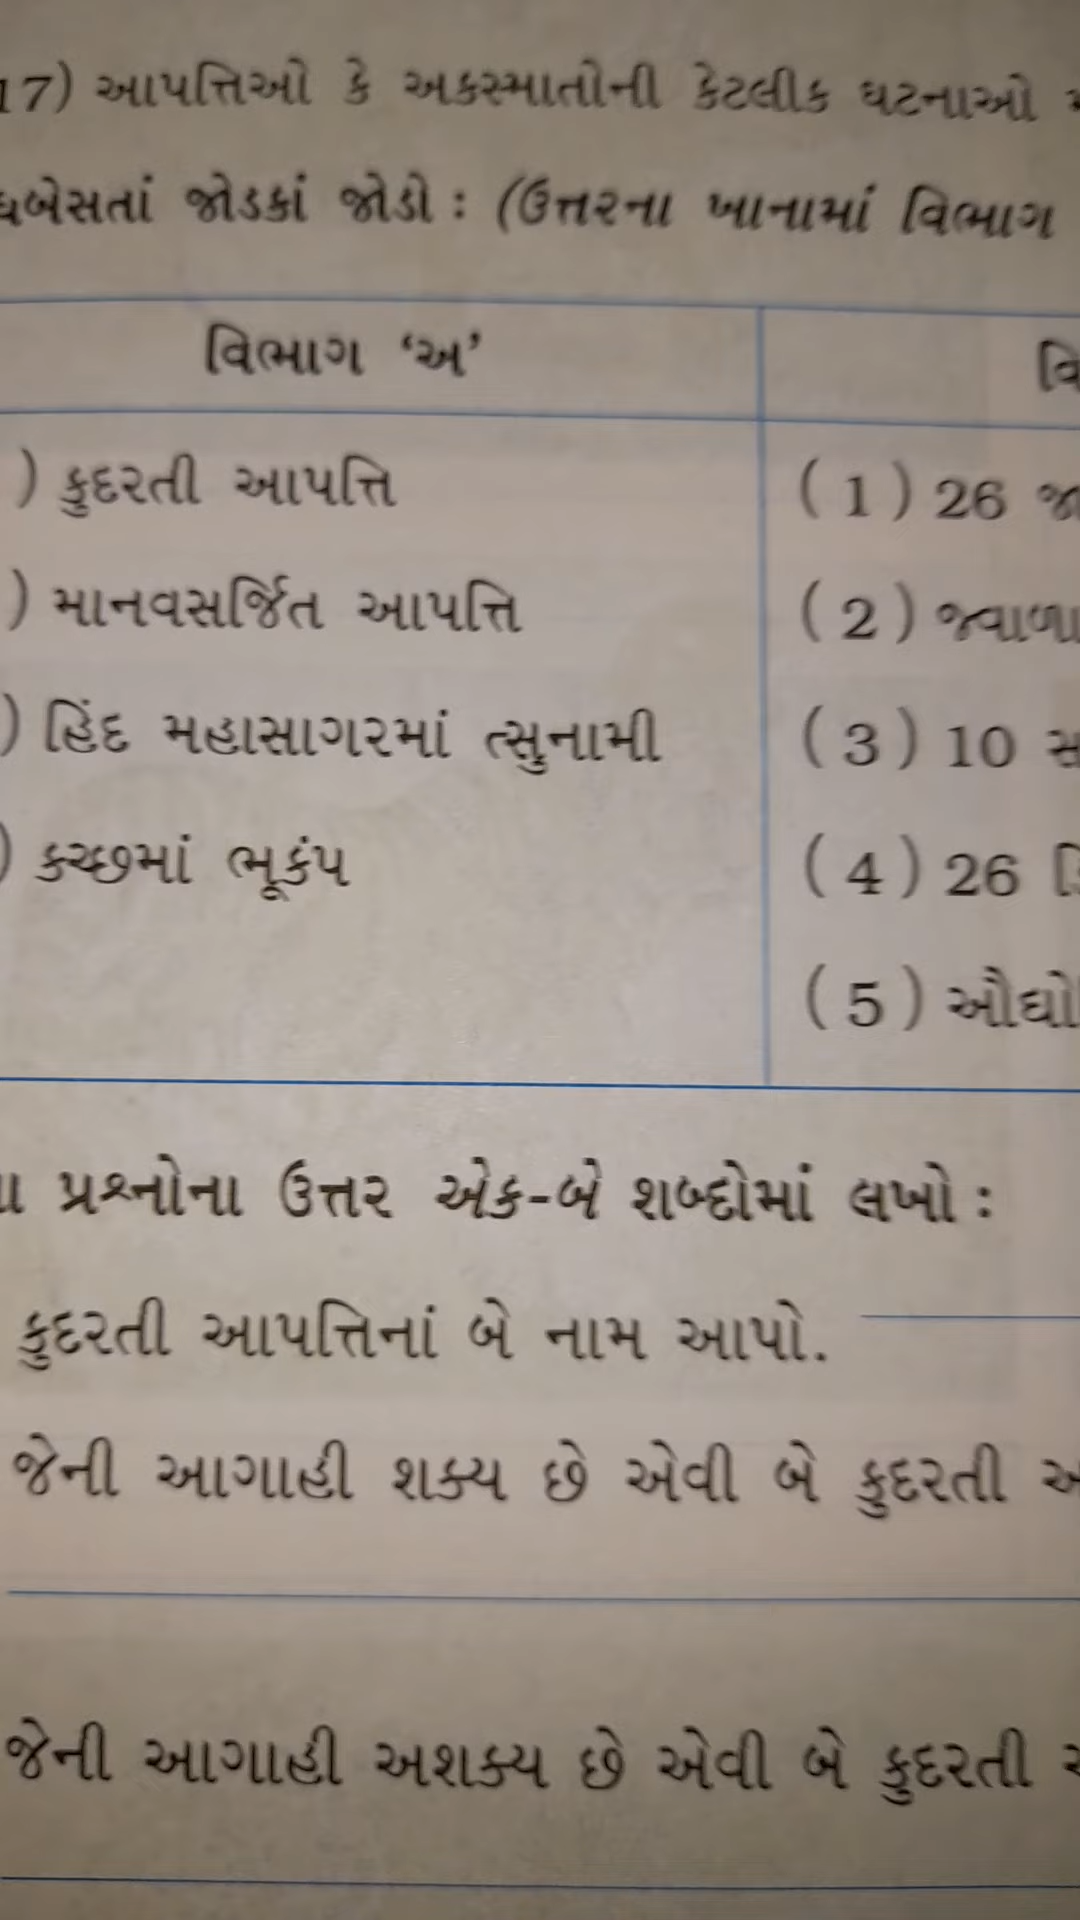 17) આપત્તિઓ કે અકસ્માતોની કેટલીક ઘટનાઓ
જોડકાં જોડો : (ઉત્તરના ખાનામાં વિભાગ
વિભાગ ‘અ’
) કુદરતી આપત્તિ
(1) 26
) માનવસર્જિત આપત્તિ
(2)
) હિંદ મહાસાગરમાં ત્સુનામી
(3) 10
) કચ્છમાં ભૂકંપ
(4) 26
(5)
પ્રશ્નોના ઉત્તર એક-બે શબ્દોમાં લખો :
કુદરતી આપત્તિનાં બે નામ આપો.
જેની આગાહી શક્ય છે એવી બે કુદરતી
જેની આગાહી અશક્ય છે એવી બે કુદરતી